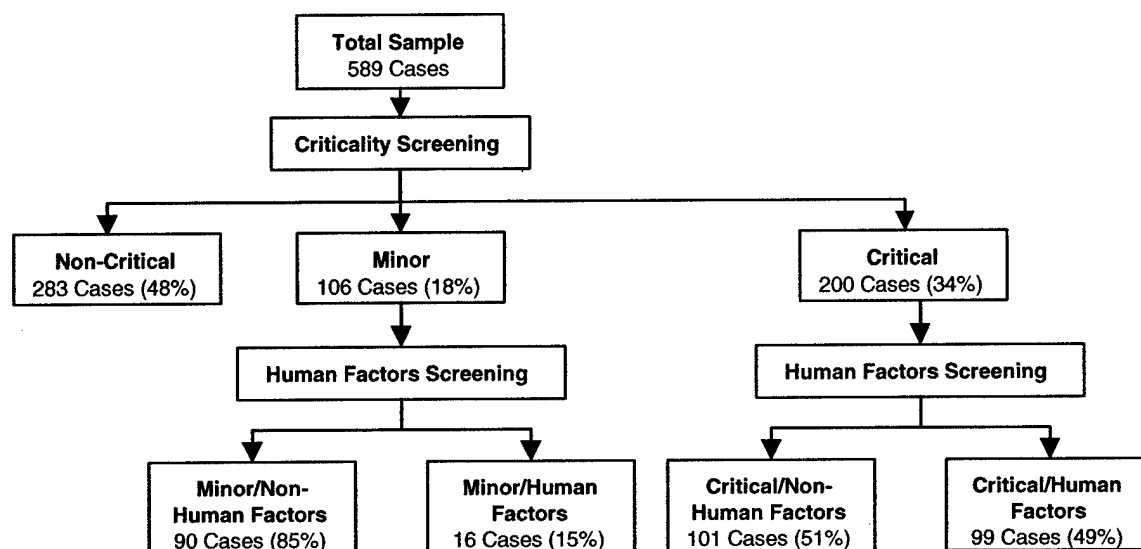 Total Sample
589 Cases
Criticality Screening
Non-Critical
283 Cases (48%)
Minor
106 Cases (18%)
Critical
200 Cases (34%)
Human Factors Screening
Human Factors Screening
Minor/Non-
Human Factors
90 Cases (85%)
Minor/Human
Factors
16 Cases (15%)
Critical/Non-
Human Factors
101 Cases (51%)
Critical/Human
Factors
99 Cases (49%)